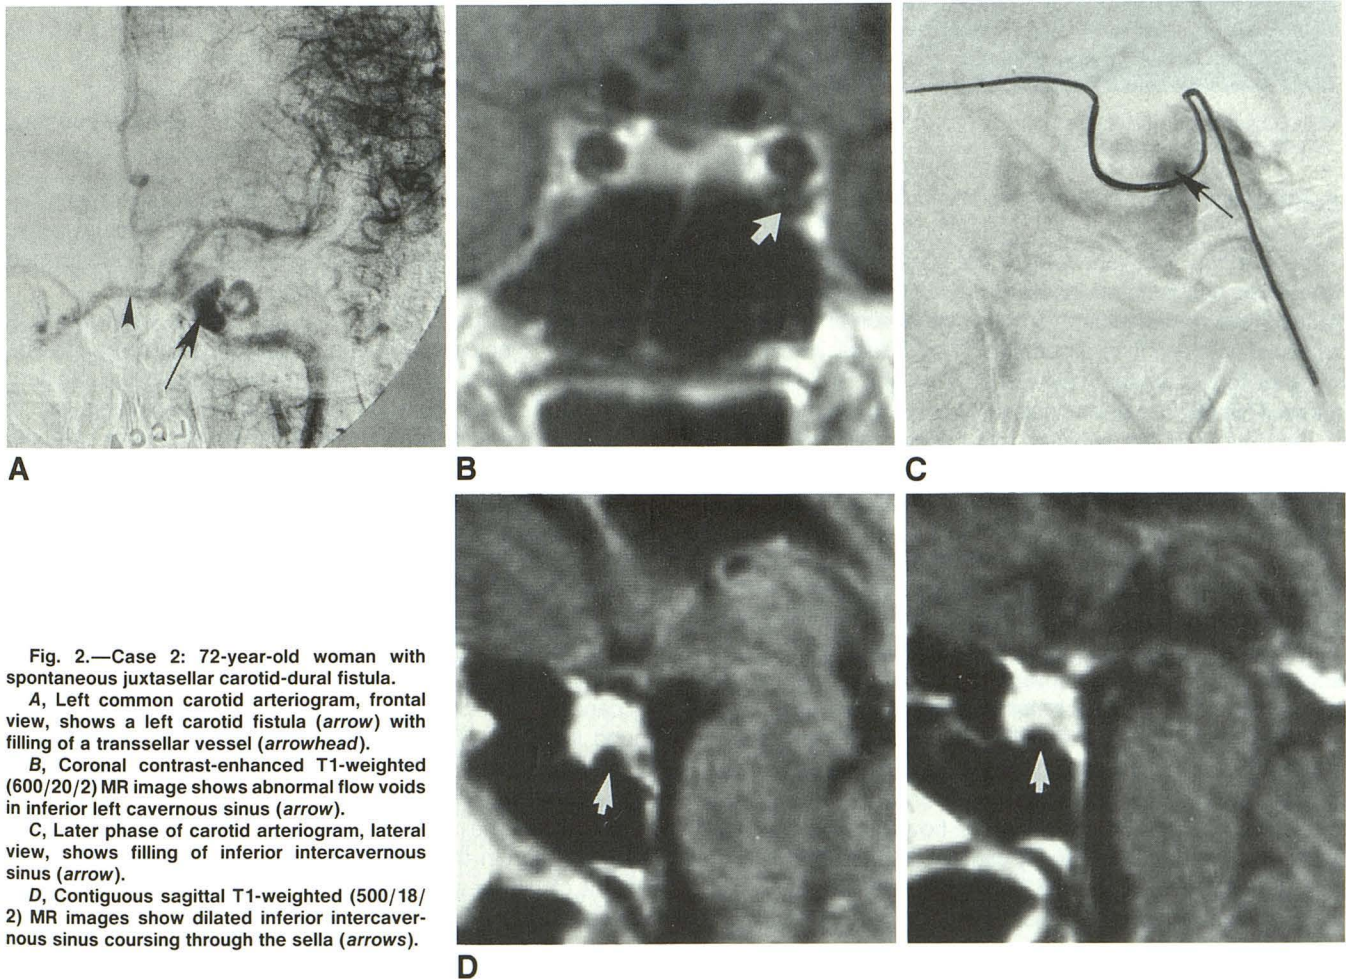 A
B
C
Fig. 2.—Case 2: 72-year-old woman with
spontaneous juxtasellar carotid-dural fistula.
A, Left common carotid arteriogram, frontal
view, shows a left carotid fistula (arrow) with
filling of a transsellar vessel (arrowhead).
B, Coronal contrast-enhanced T1-weighted
(600/20/2) MR image shows abnormal flow voids
in inferior left cavernous sinus (arrow).
C, Later phase of carotid arteriogram, lateral
view, shows filling of inferior intercavernous
sinus (arrow).
D, Contiguous sagittal T1-weighted (500/18/
2) MR images show dilated inferior intercaver-
nous sinus coursing through the sella (arrows).
D